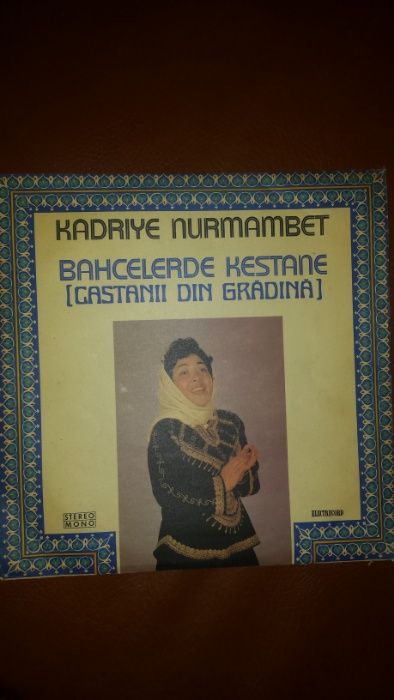 KADRIYE NURMAMBET
BAHCELERDE KESTANE
[CASTANII DIN GRĂDINĂ]
STEREO
MONO
ELECTRECORD